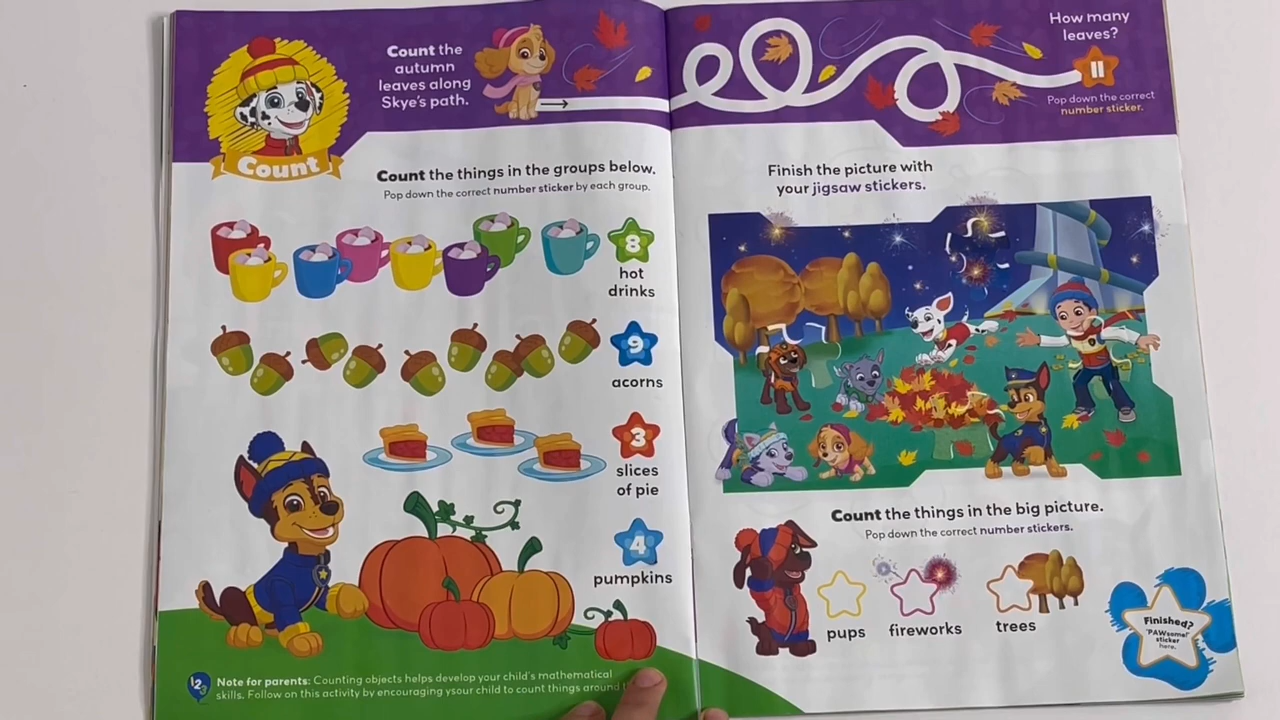 Count the
autumn
leaves along
Skye's path.
How many
leaves?
11
Pop down the correct
number sticker.
Count
Count the things in the groups below.
Pop down the correct number sticker by each group.
8
hot
drinks
9
acorns
3
slices
of pie
4
pumpkins
123
Note for parents: Counting objects helps develop your child's mathematical
skills. Follow on this activity by encouraging ysour child to count things around
Finish the picture with
your jigsaw stickers.
Count the things in the big picture.
Pop down the correct number stickers.
pups
fireworks
trees
Finished?
"PAWsome!"
sticker
here.